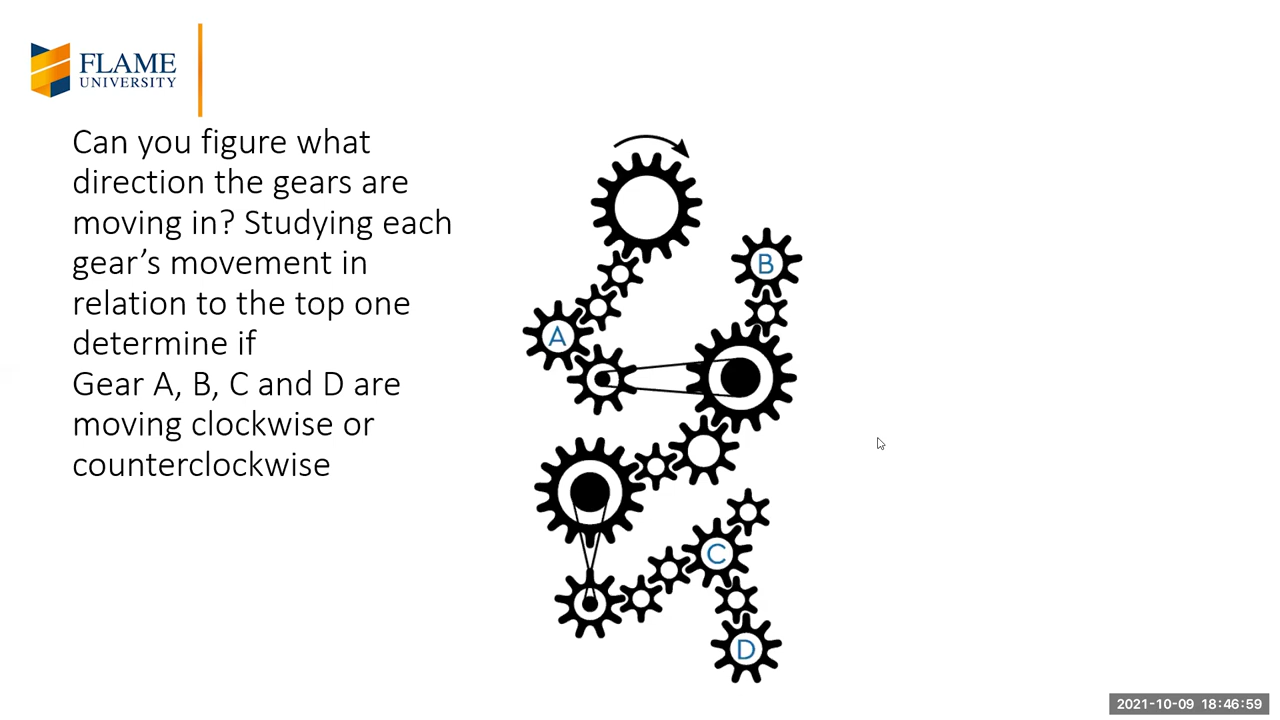 FLAME
UNIVERSITY
Can you figure what
direction the gears are
moving in? Studying each
gear’s movement in
relation to the top one
determine if
Gear A, B, C and D are
moving clockwise or
counterclockwise
B
A
C
D
2021-10-09 18:46:59